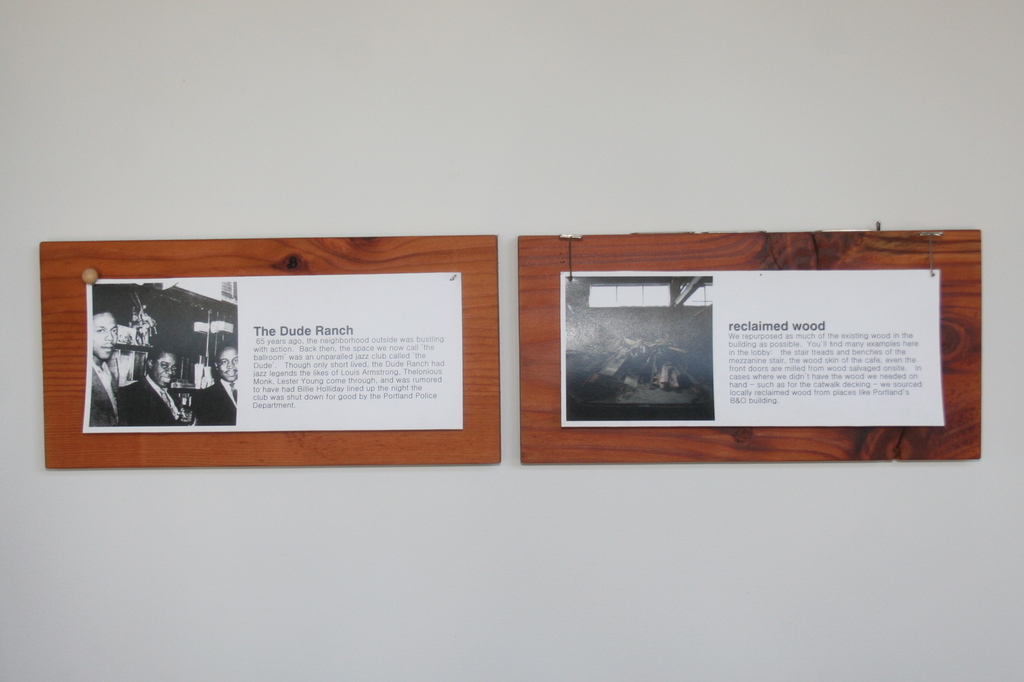 The Dude Ranch
65 years ago, the neighborhood outside was bustling
with action. Back then, the space we now call 'the
ballroom' was an unparalled jazz club called 'the
Dude'. Though only short lived, the Dude Ranch had
jazz legends the likes of Louis Armstrong, Thelonious
Monk, Lester Young come through, and was rumored
to have had Billie Holliday lined up the night the
club was shut down for good by the Portland Police
Department.
reclaimed wood
We repurposed as much of the existing wood in the
building as possible. You'll find many examples here
in the lobby: the stair treads and benches of the
mezzanine stair, the wood skin of the cafe, even the
front doors are milled from wood salvaged onsite. In
cases where we didn't have the wood we needed on
hand – such as for the catwalk decking – we sourced
locally reclaimed wood from places like Portland's
B&O building.